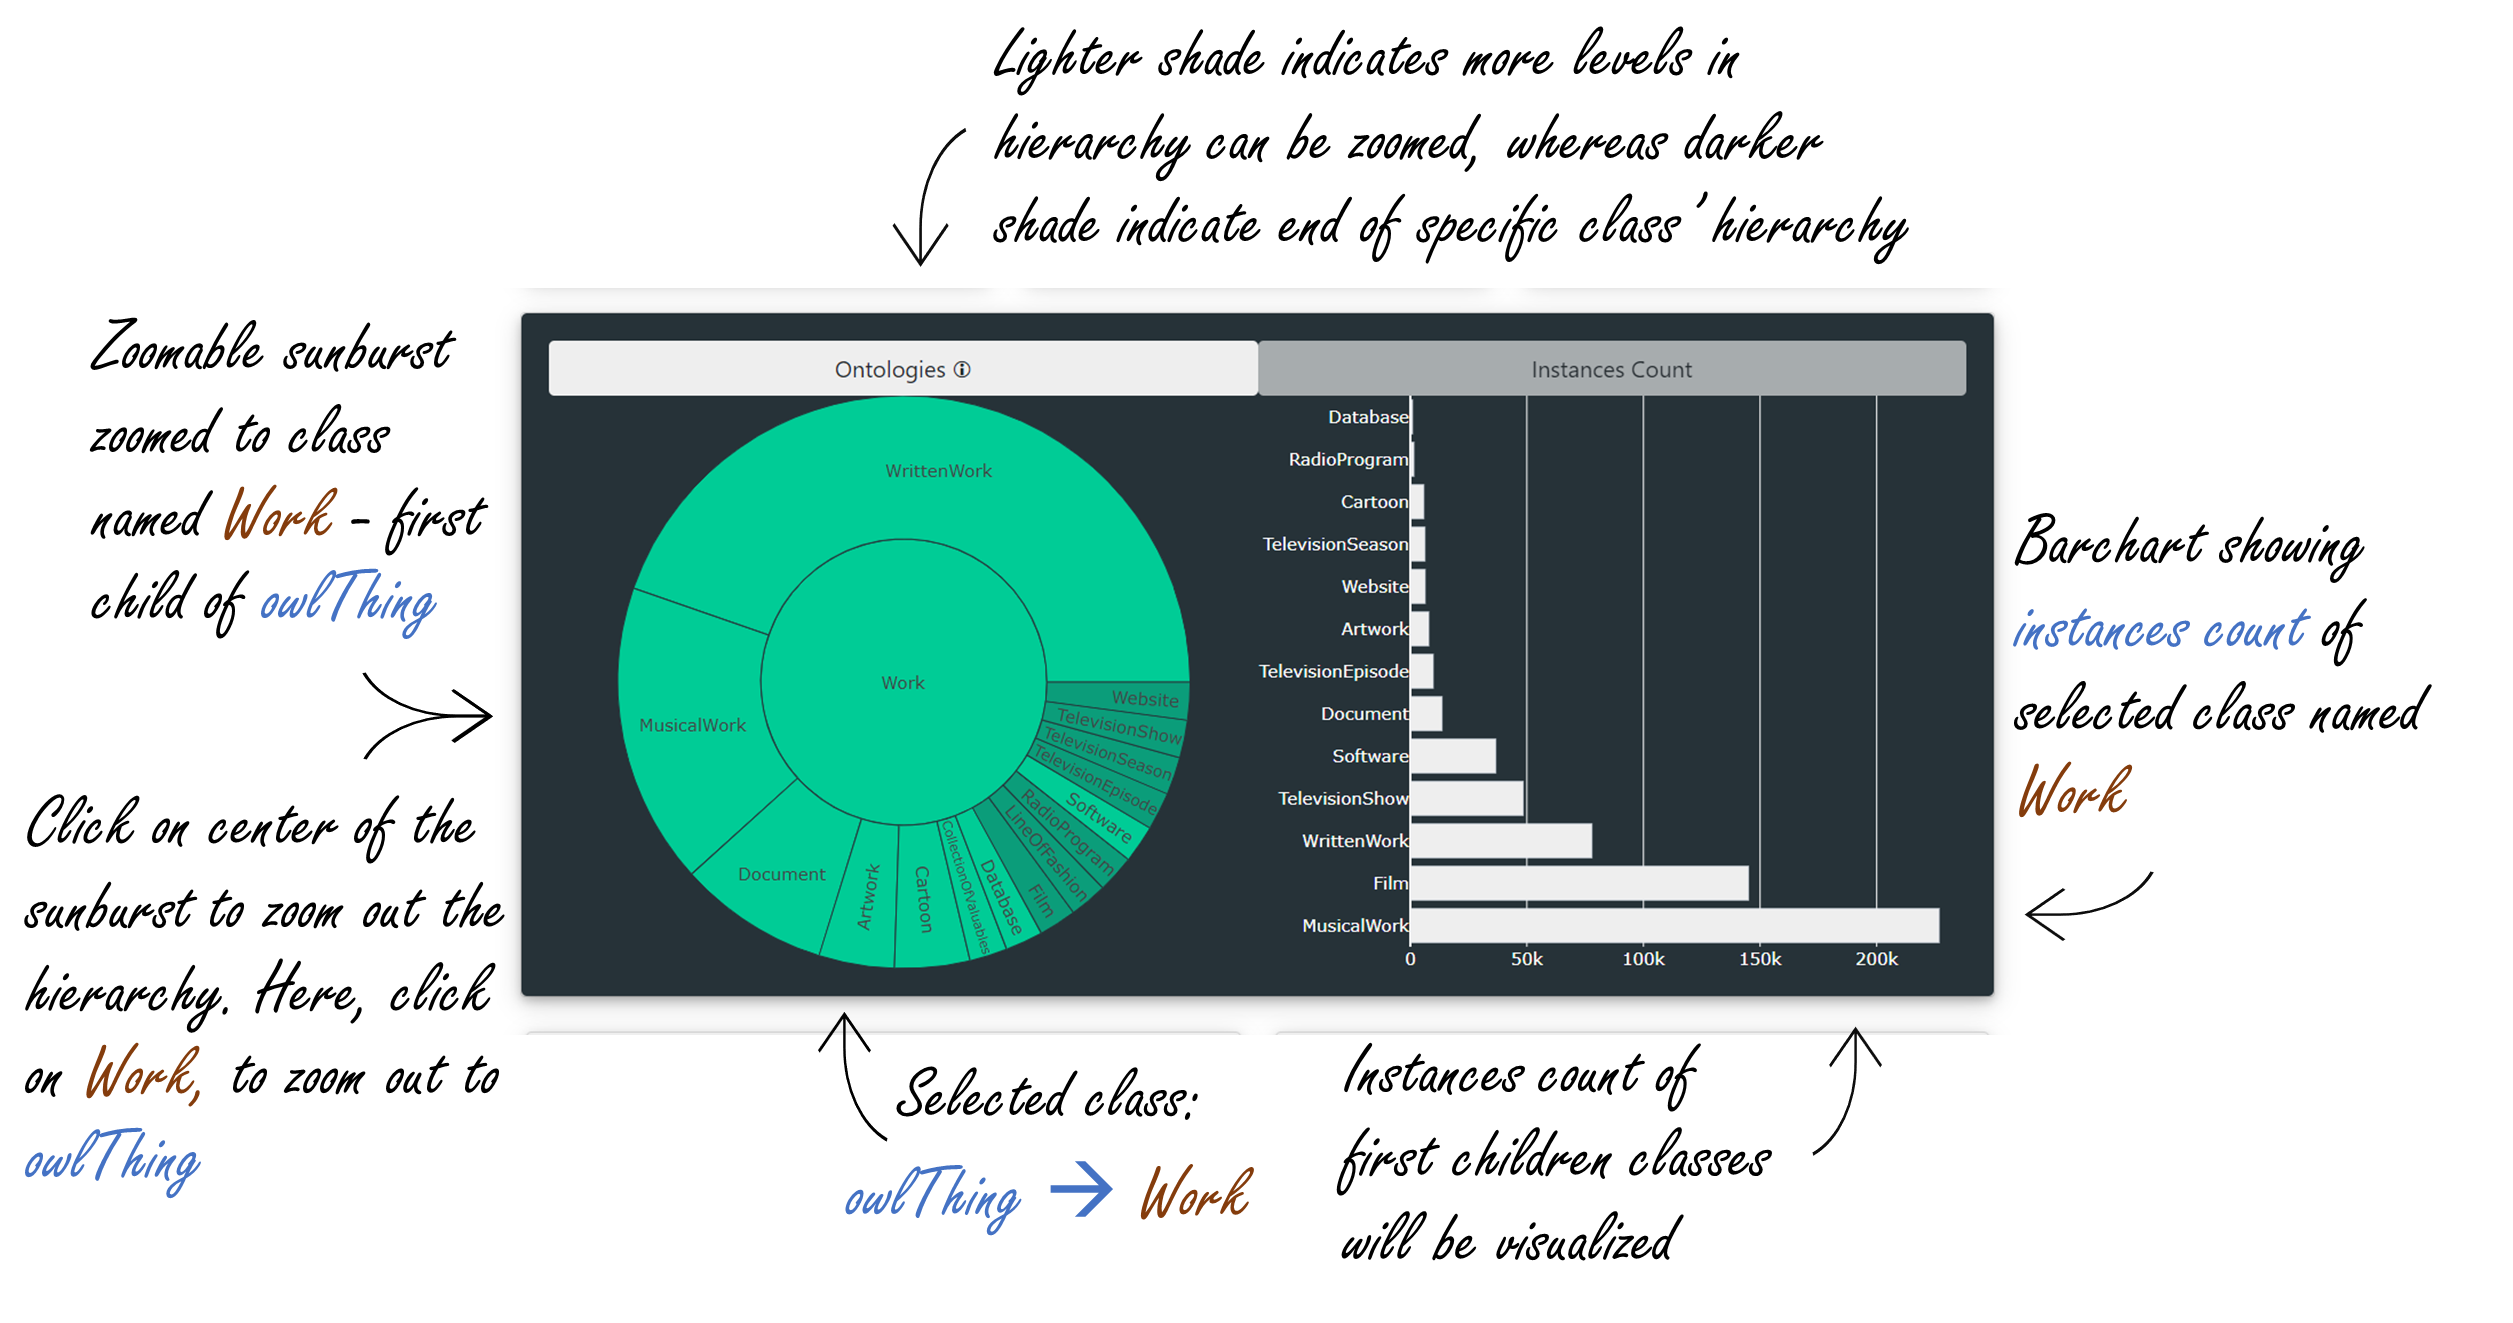 Lighter shade indicates more levels in
hierarchy can be zoomed, whereas darker
shade indicate end of specific class' hierarchy
Zoomable sunburst
zoomed to class
named Work - first
child of owlThing
Click on center of the
sunburst to zoom out the
hierarchy. Here, click
on Work, to zoom out to
owlThing
Ontologies
WrittenWork
Work
MusicalWork
Document
Artwork
Cartoon
CollectionOfValuables
Database
Film
LineOfFashion
RadioProgram
Software
TelevisionEpisode
TelevisionSeason
TelevisionShow
Website
Instances Count
Database
RadioProgram
Cartoon
TelevisionSeason
Website
Artwork
TelevisionEpisode
Document
Software
TelevisionShow
WrittenWork
Film
MusicalWork
0 50k 100k 150k 200k
Barchart showing
instances count of
selected class named
Work
Selected class:
owlThing → Work
Instances count of
first children classes
will be visualized